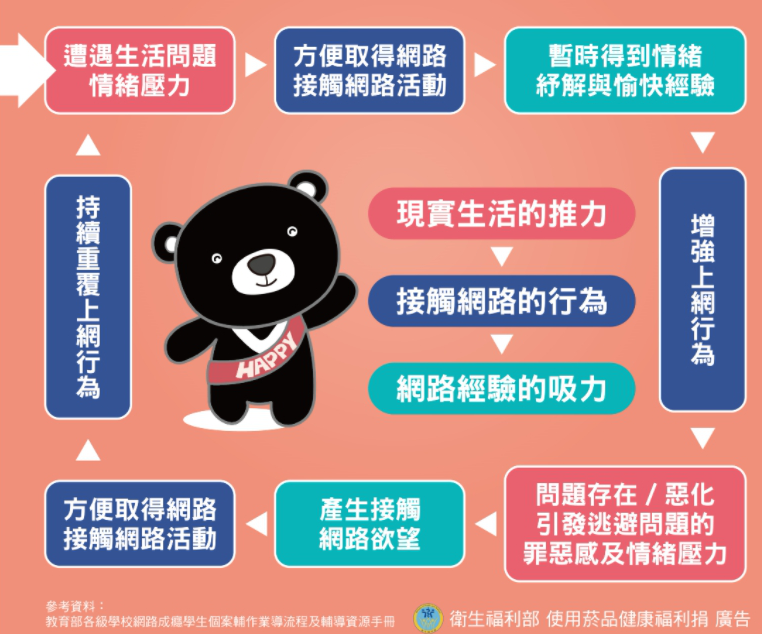 遭遇生活問題
情緒壓力
方便取得網路
接觸網路活動
暫時得到情緒
紓解與愉快經驗
增強上網行為
問題存在 / 惡化
引發逃避問題的
罪惡感及情緒壓力
產生接觸
網路欲望
方便取得網路
接觸網路活動
持續重覆上網行為
現實生活的推力
接觸網路的行為
網路經驗的吸力
HAPPY
參考資料：
教育部各級學校網路成癮學生個案輔作業導流程及輔導資源手冊
衛生福利部 使用菸品健康福利捐 廣告